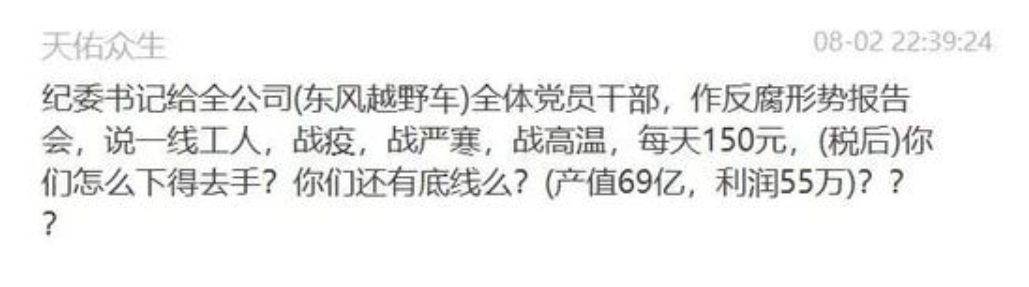 天佑众生
08-02 22:39:24
纪委书记给全公司(东风越野车)全体党员干部，作反腐形势报告
会，说一线工人，战疫，战严寒，战高温，每天150元，(税后)你
们怎么下得去手？你们还有底线么？(产值69亿，利润55万)？？
？